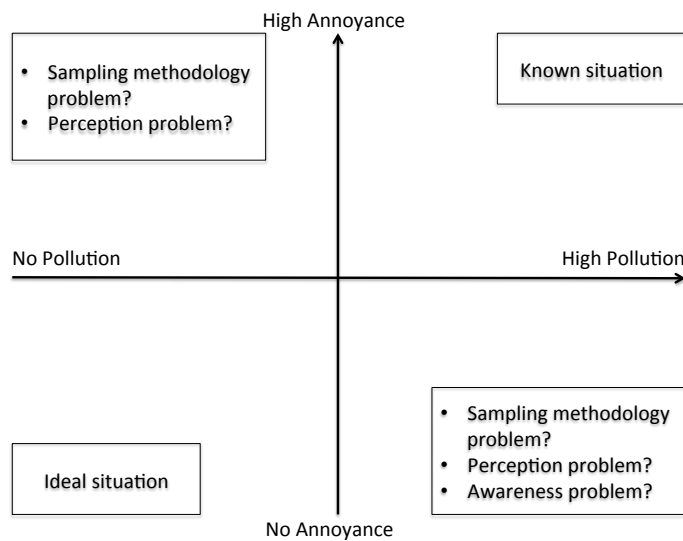 High Annoyance
• Sampling methodology
problem?
• Perception problem?
Known situation
No Pollution
High Pollution
• Sampling methodology
problem?
• Perception problem?
• Awareness problem?
Ideal situation
No Annoyance